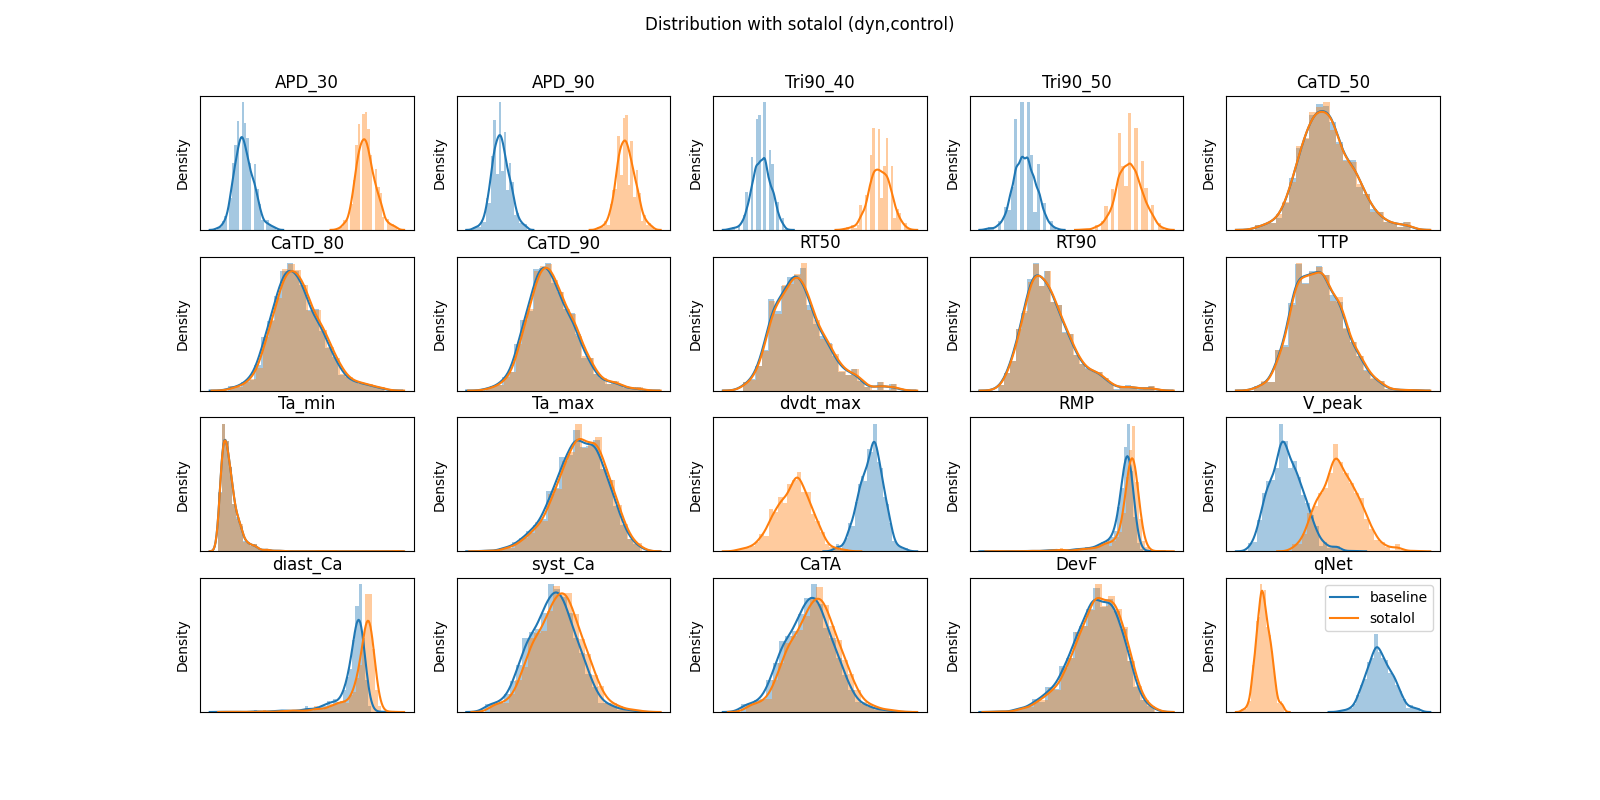 Distribution with sotalol (dyn,control)
APD_30
APD_90
Tri90_40
Tri90_50
CaTD_50
Density
Density
Density
Density
Density
CaTD_80
CaTD_90
RT50
RT90
TTP
Density
Density
Density
Density
Density
Ta_min
Ta_max
dvdt_max
RMP
V_peak
Density
Density
Density
Density
Density
diast_Ca
syst_Ca
CaTA
DevF
qNet
Density
Density
Density
Density
Density
baseline
sotalol